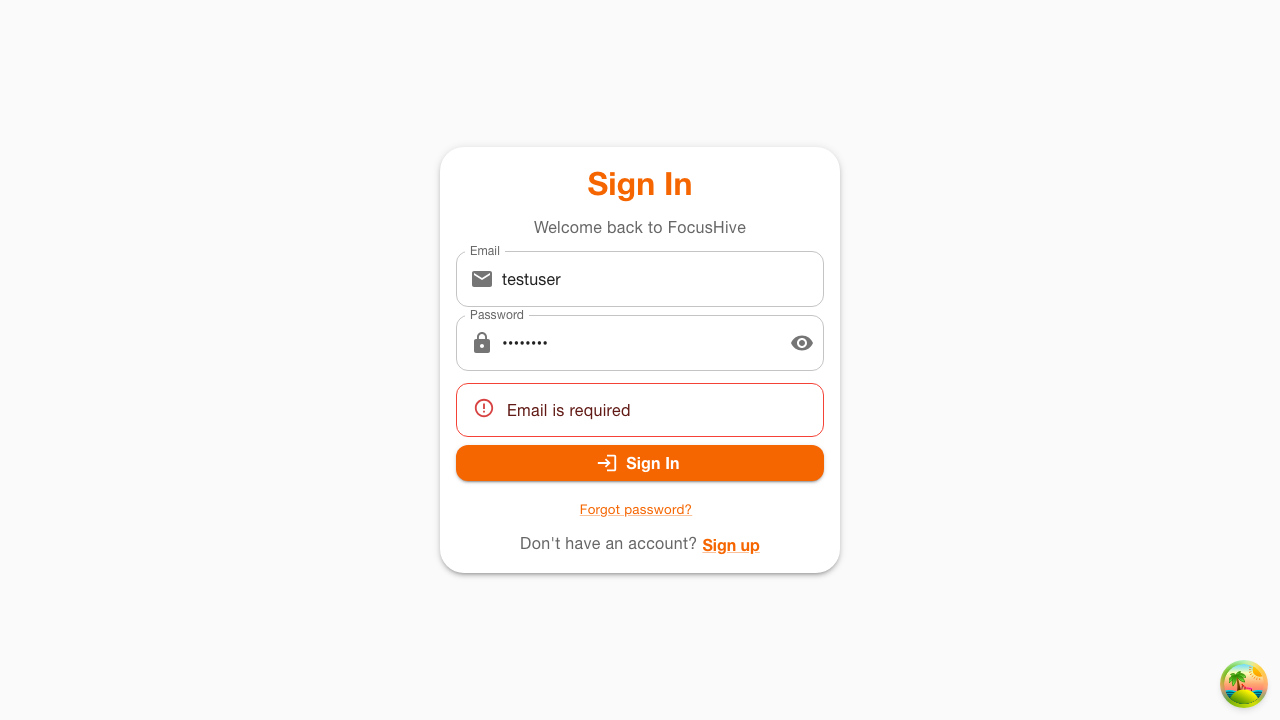 Sign In
Welcome back to FocusHive
Email
testuser
Password
••••••••
Email is required
Sign In
Forgot password?
Don't have an account? Sign up